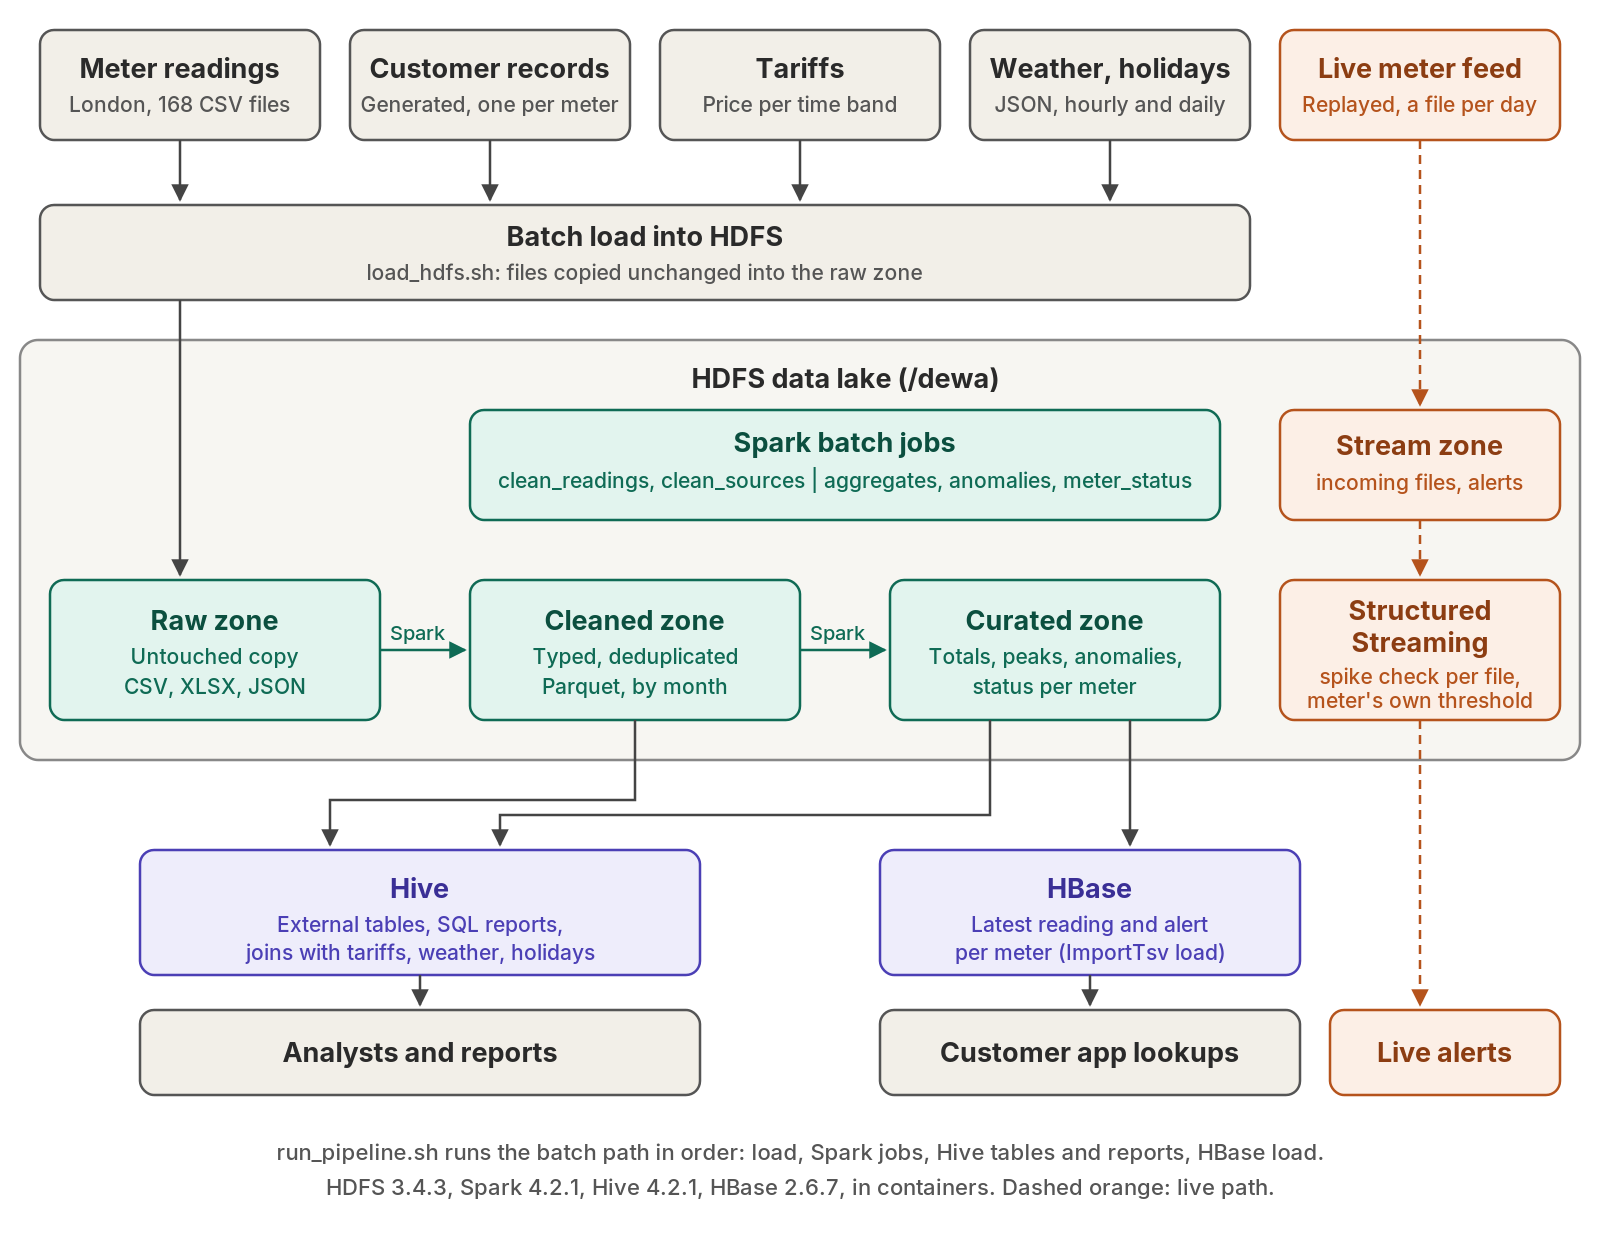 Meter readings
London, 168 CSV files
Customer records
Generated, one per meter
Tariffs
Price per time band
Weather, holidays
JSON, hourly and daily
Live meter feed
Replayed, a file per day
Batch load into HDFS
load_hdfs.sh: files copied unchanged into the raw zone
HDFS data lake (/dewa)
Spark batch jobs
clean_readings, clean_sources | aggregates, anomalies, meter_status
Stream zone
incoming files, alerts
Raw zone
Untouched copy
CSV, XLSX, JSON
Spark
Cleaned zone
Typed, deduplicated
Parquet, by month
Spark
Curated zone
Totals, peaks, anomalies,
status per meter
Structured
Streaming
spike check per file,
meter's own threshold
Hive
External tables, SQL reports,
joins with tariffs, weather, holidays
HBase
Latest reading and alert
per meter (ImportTsv load)
Analysts and reports
Customer app lookups
Live alerts
run_pipeline.sh runs the batch path in order: load, Spark jobs, Hive tables and reports, HBase load.
HDFS 3.4.3, Spark 4.2.1, Hive 4.2.1, HBase 2.6.7, in containers. Dashed orange: live path.